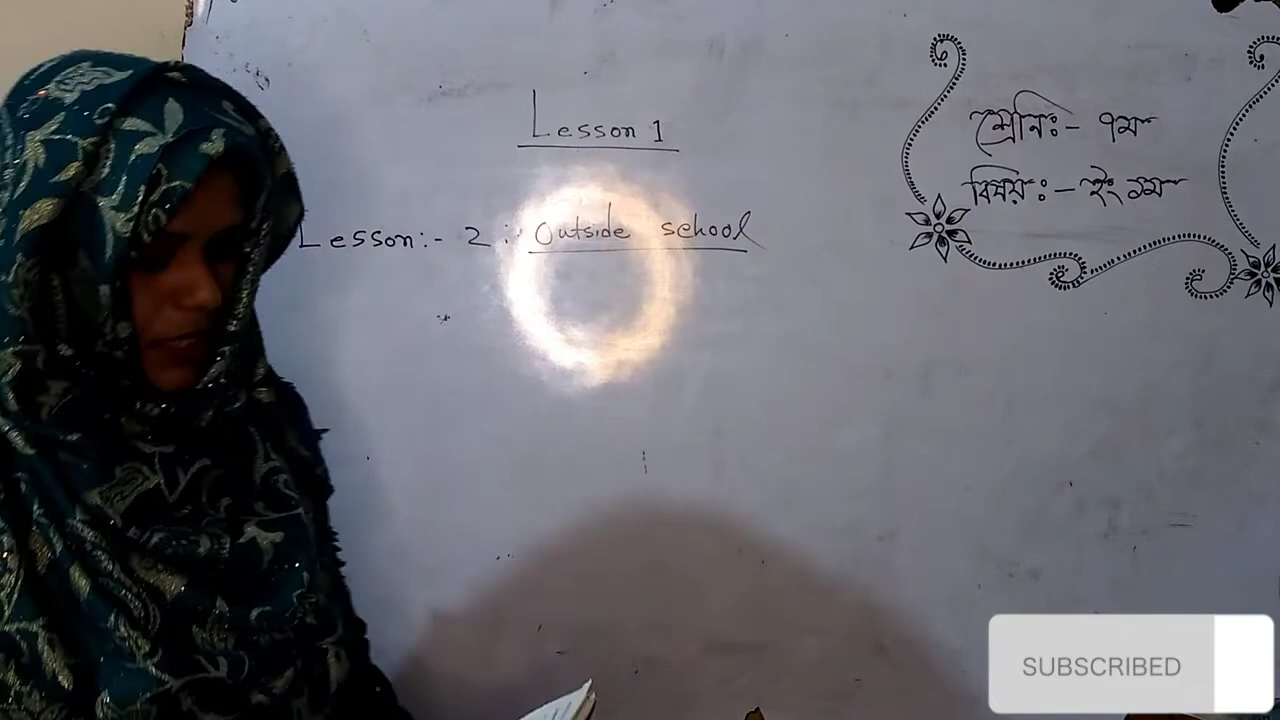 Lesson 1
Lesson:- 2 : Outside school
শ্রেনিঃ- ৭ম
বিষয়ঃ- ইং ১ম
SUBSCRIBED